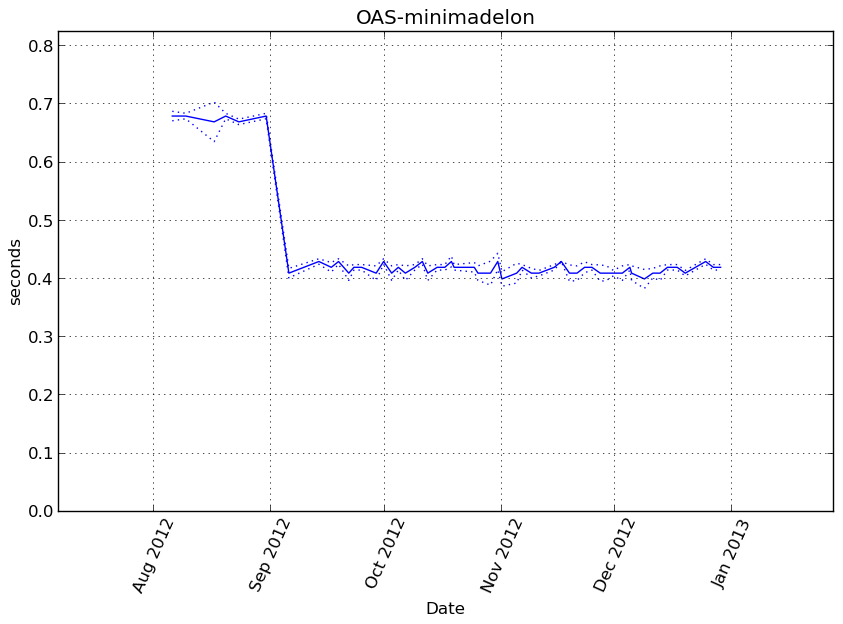 OAS-minimadelon
0.8
0.7
0.6
0.5
0.4
0.3
0.2
0.1
0.0
seconds
Aug 2012
Sep 2012
Oct 2012
Nov 2012
Dec 2012
Jan 2013
Date